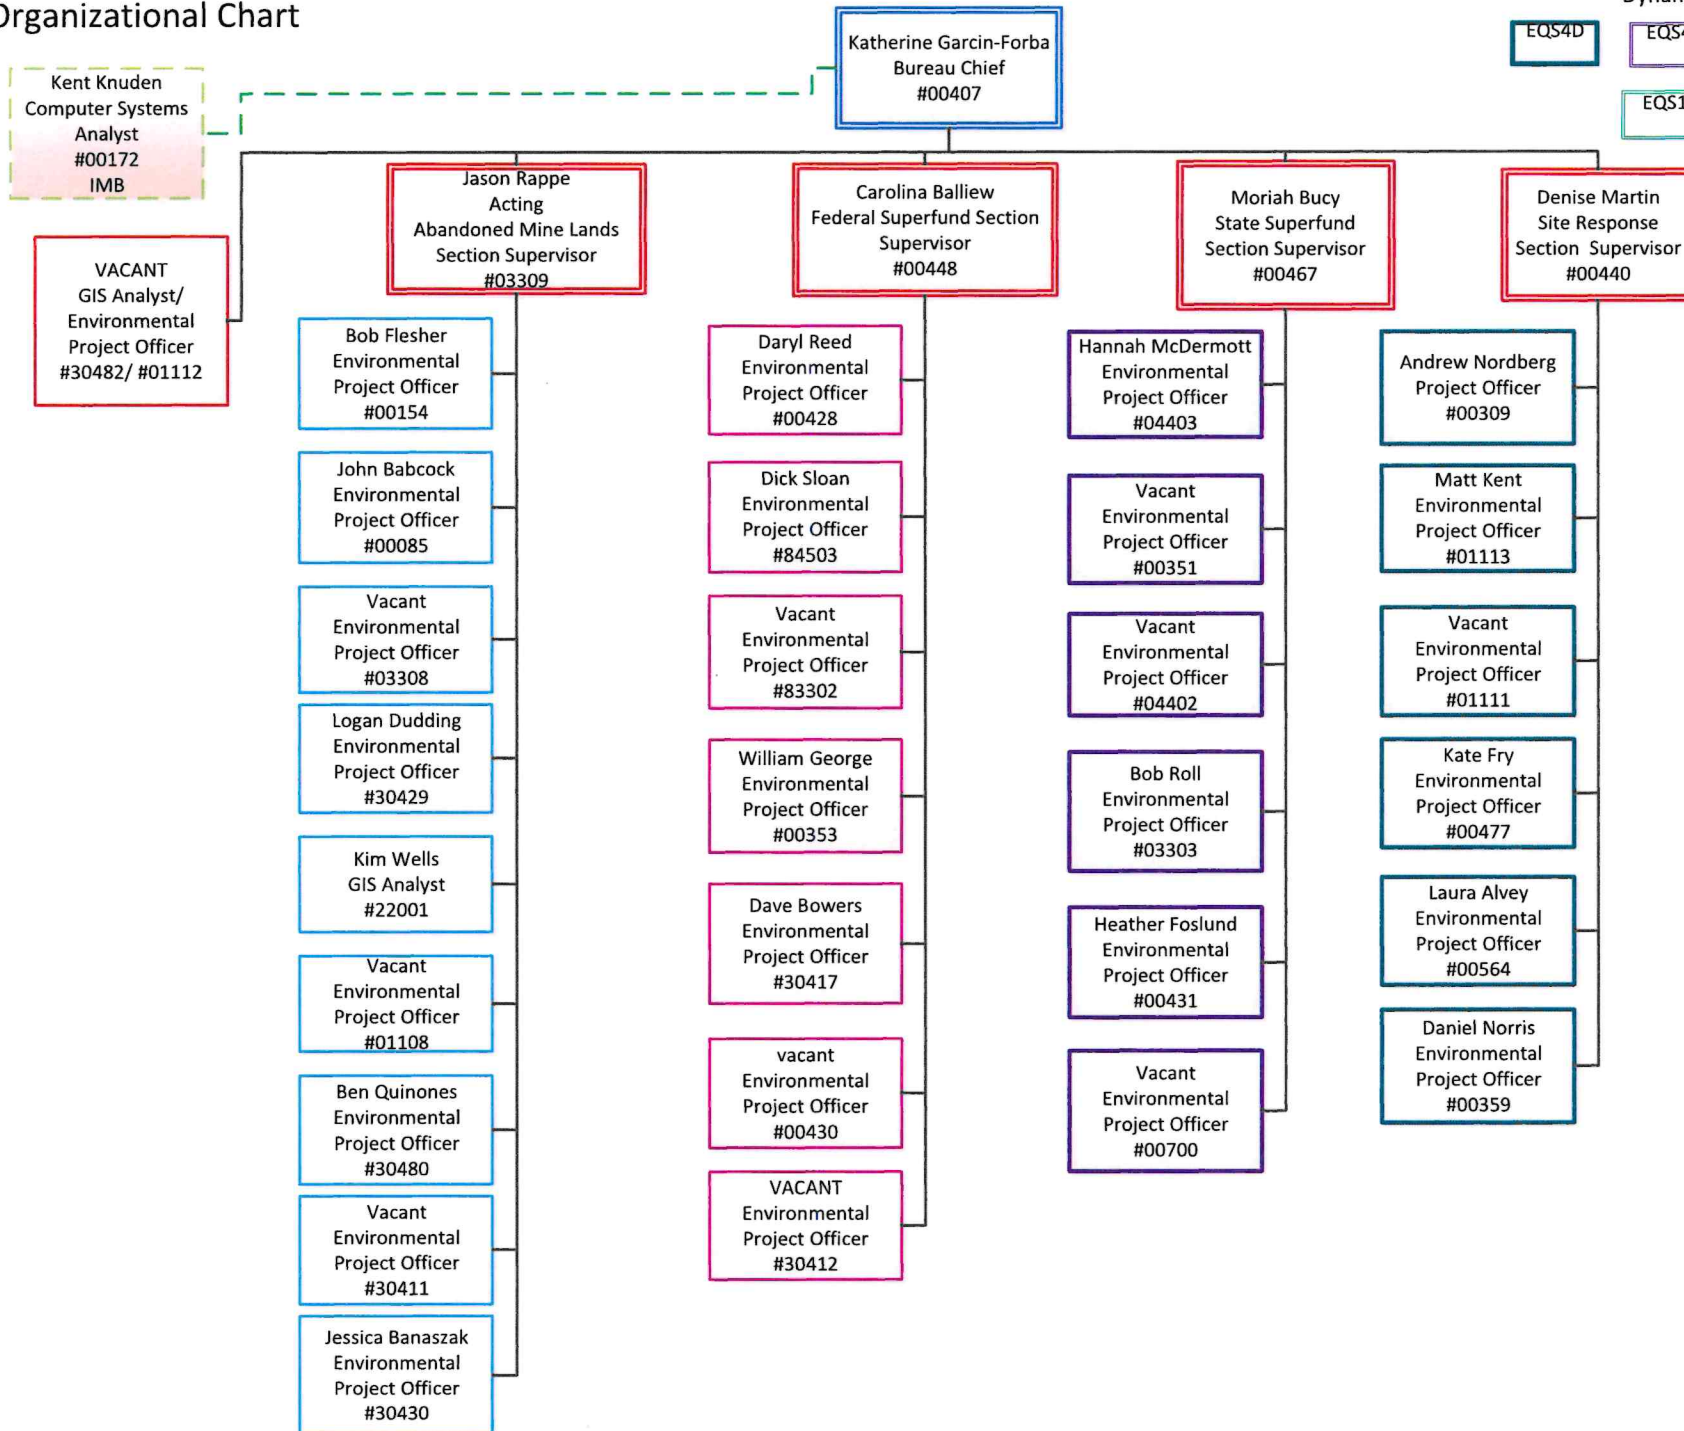 Organizational Chart
EQS4D
Katherine Garcin-Forba
Bureau Chief
#00407
Kent Knuden
Computer Systems
Analyst
#00172
IMB
VACANT
GIS Analyst/
Environmental
Project Officer
#30482/ #01112
Jason Rappe
Acting
Abandoned Mine Lands
Section Supervisor
#03309
Bob Flesher
Environmental
Project Officer
#00154
John Babcock
Environmental
Project Officer
#00085
Vacant
Environmental
Project Officer
#03308
Logan Dudding
Environmental
Project Officer
#30429
Kim Wells
GIS Analyst
#22001
Vacant
Environmental
Project Officer
#01108
Ben Quinones
Environmental
Project Officer
#30480
Vacant
Environmental
Project Officer
#30411
Jessica Banaszak
Environmental
Project Officer
#30430
Carolina Balliew
Federal Superfund Section
Supervisor
#00448
Daryl Reed
Environmental
Project Officer
#00428
Dick Sloan
Environmental
Project Officer
#84503
Vacant
Environmental
Project Officer
#83302
William George
Environmental
Project Officer
#00353
Dave Bowers
Environmental
Project Officer
#30417
vacant
Environmental
Project Officer
#00430
VACANT
Environmental
Project Officer
#30412
Moriah Bucy
State Superfund
Section Supervisor
#00467
Hannah McDermott
Environmental
Project Officer
#04403
Vacant
Environmental
Project Officer
#00351
Vacant
Environmental
Project Officer
#04402
Bob Roll
Environmental
Project Officer
#03303
Heather Foslund
Environmental
Project Officer
#00431
Vacant
Environmental
Project Officer
#00700
Denise Martin
Site Response
Section Supervisor
#00440
Andrew Nordberg
Project Officer
#00309
Matt Kent
Environmental
Project Officer
#01113
Vacant
Environmental
Project Officer
#01111
Kate Fry
Environmental
Project Officer
#00477
Laura Alvey
Environmental
Project Officer
#00564
Daniel Norris
Environmental
Project Officer
#00359